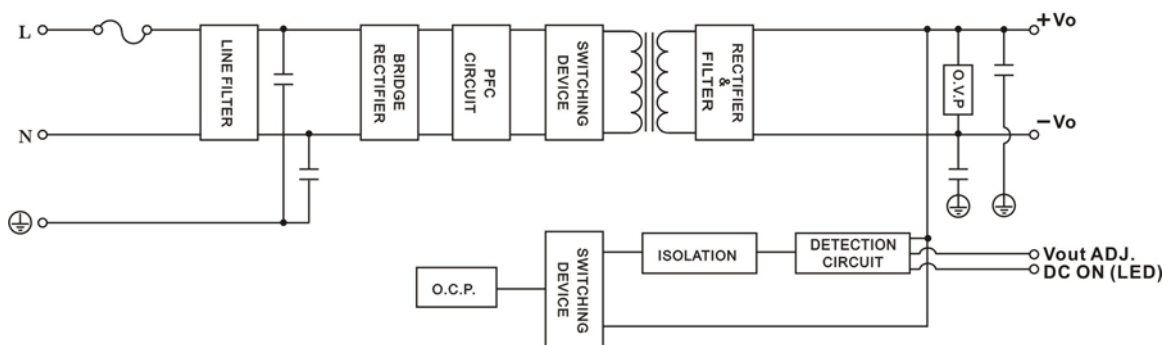 L
N
LINE FILTER
BRIDGE
RECTIFIER
PFC
CIRCUIT
SWITCHING
DEVICE
RECTIFIER
&
FILTER
O.V.P
+Vo
−Vo
O.C.P.
SWITCHING
DEVICE
ISOLATION
DETECTION
CIRCUIT
Vout ADJ.
DC ON (LED)